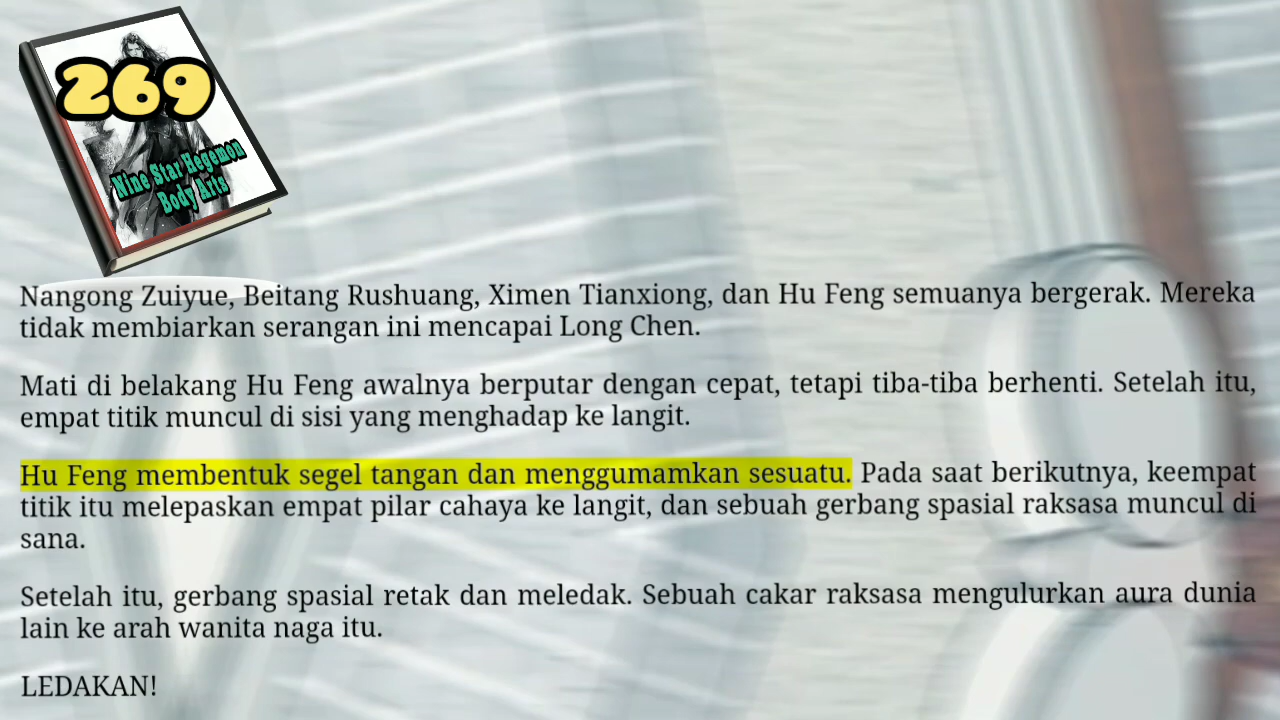 269
Nine Star Hegemon
Body Arts
Nangong Zuiyue, Beitang Rushuang, Ximen Tianxiong, dan Hu Feng semuanya bergerak. Mereka
tidak membiarkan serangan ini mencapai Long Chen.
Mati di belakang Hu Feng awalnya berputar dengan cepat, tetapi tiba-tiba berhenti. Setelah itu,
empat titik muncul di sisi yang menghadap ke langit.
Hu Feng membentuk segel tangan dan menggumamkan sesuatu. Pada saat berikutnya, keempat
titik itu melepaskan empat pilar cahaya ke langit, dan sebuah gerbang spasial raksasa muncul di
sana.
Setelah itu, gerbang spasial retak dan meledak. Sebuah cakar raksasa mengulurkan aura dunia
lain ke arah wanita naga itu.
LEDAKAN!